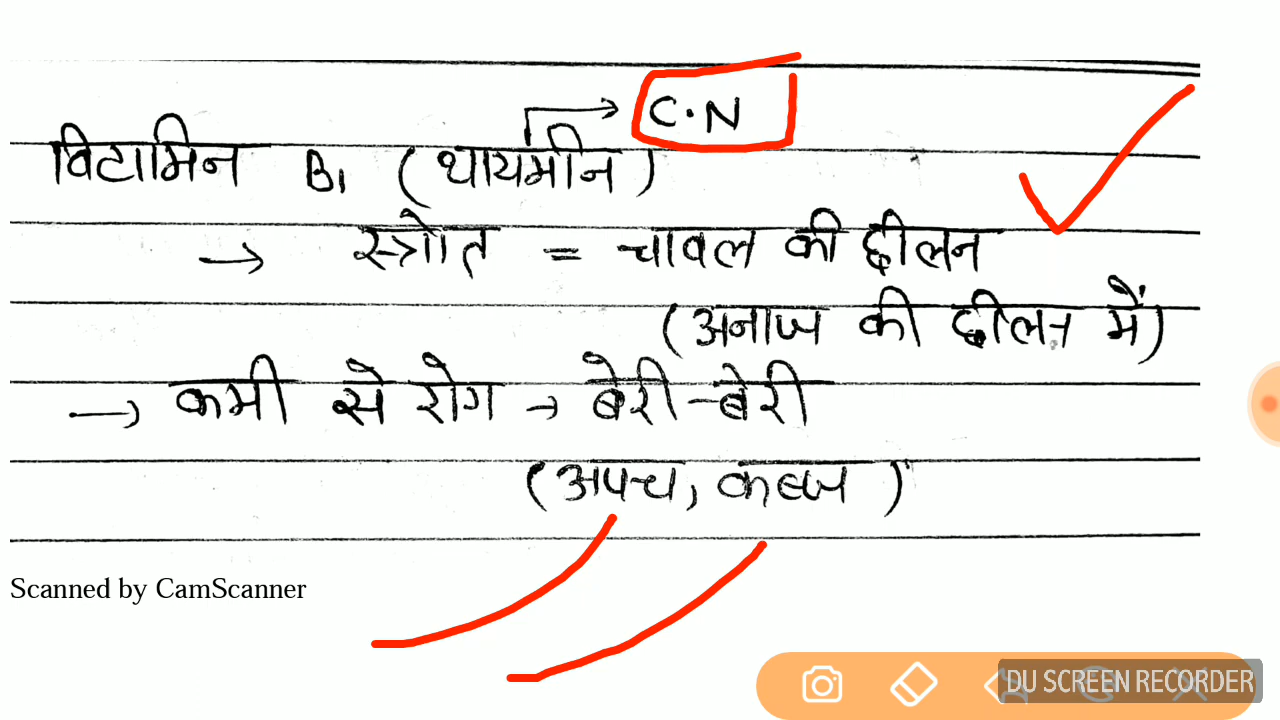 C.N
विटामिन B₁ (थायमीन)
→ स्त्रोत = चावल की छीलन
(अनाज की छीलन में)
→ कमी से रोग → बेरी-बेरी
(अपच, कब्ज)
Scanned by CamScanner
DU SCREEN RECORDER